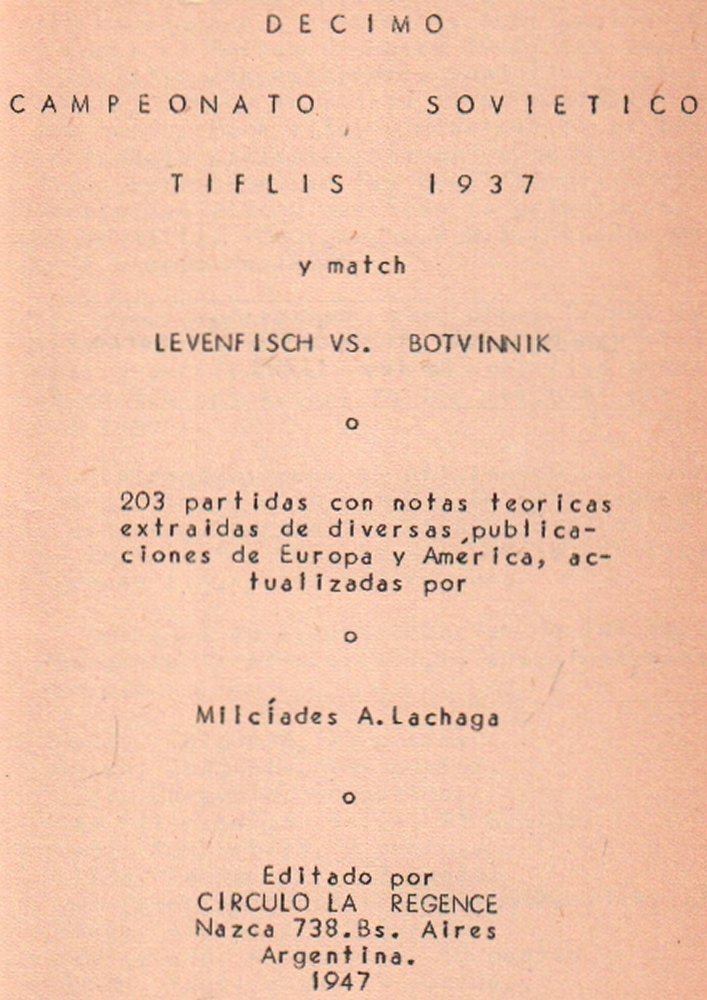 DECIMO
CAMPEONATO SOVIETICO
TIFLIS 1937
y match
LEVENFISCH VS. BOTVINNIK
o
203 partidas con notas teoricas
extraidas de diversas,publica-
ciones de Europa y America, ac-
tualizadas por
o
Milcíades A.Lachaga
o
Editado por
CIRCULO LA REGENCE
Nazca 738.Bs. Aires
Argentina.
1947